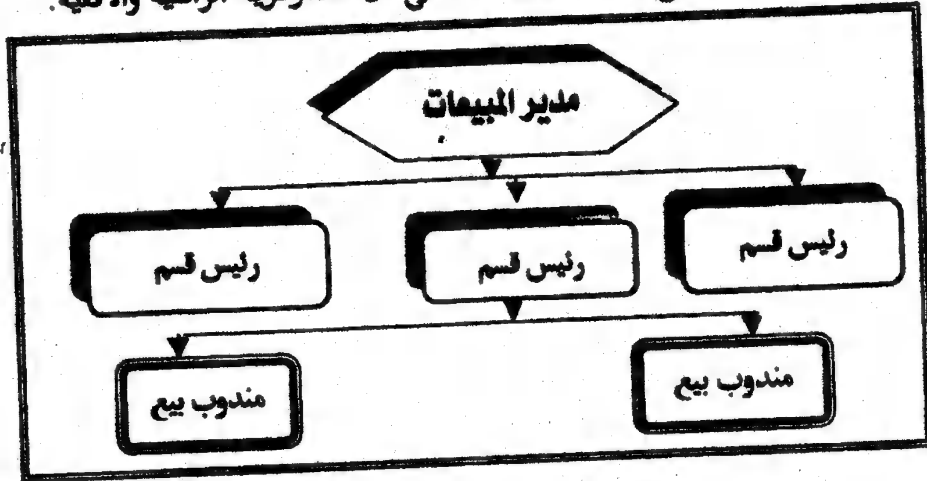 مدير المبيعات
رئيس قسم
رئيس قسم
رئيس قسم
مندوب بيع
مندوب بيع